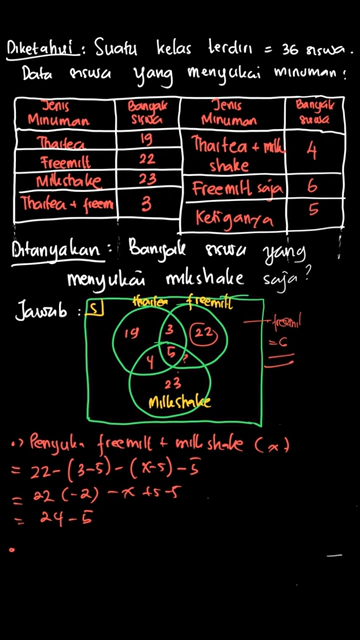 Diketahui : Suatu kelas terdiri = 36 siswa.
Data siswa yang menyukai minuman :
Jenis Minuman
Banyak siswa
Jenis Minuman
Banyak siswa
Thaitea
19
Freemilt
22
Milkshake
23
Thaitea + freem
3
Thaitea + milk shake
4
Freemilt saja
6
Ketiganya
5
Ditanyakan : Banyak siswa yang
menyukai milkshake saja?
Jawab :
S
thaitea
freemilt
19
3
22
5
4
?
23
Milkshake
= 6
•> Penyuka freemilt + milkshake (x)
= 22 - (3-5) - (x-5) - 5
= 22 (-2) - x +5 -5
= 24 - 5